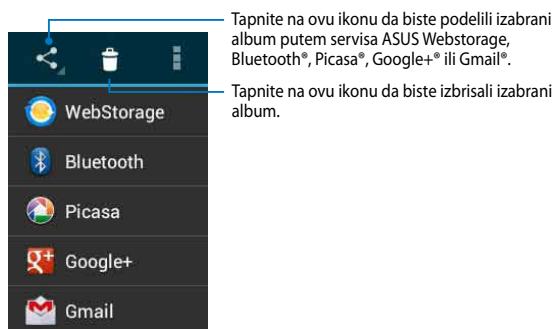 Tapnite na ovu ikonu da biste podelili izabrani
album putem servisa ASUS Webstorage,
Bluetooth®, Picasa®, Google+® ili Gmail®.
Tapnite na ovu ikonu da biste izbrisali izabrani
album.
WebStorage
Bluetooth
Picasa
Google+
Gmail